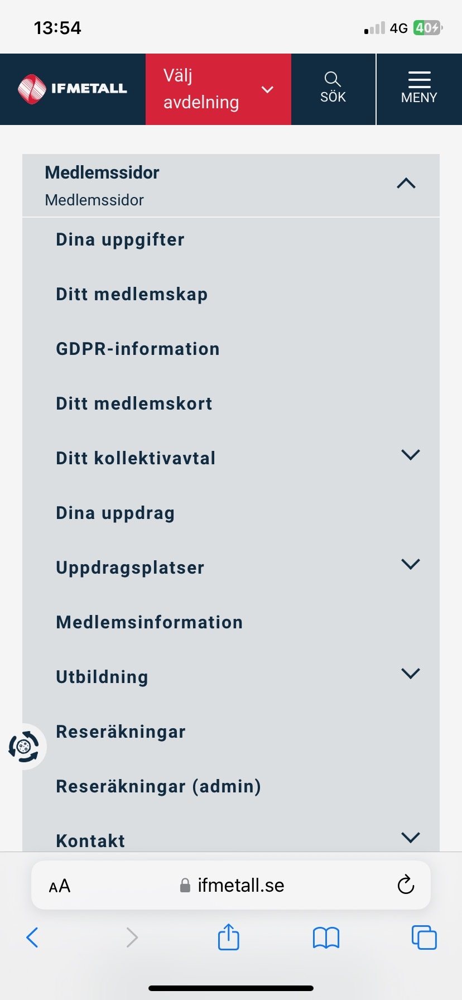 13:54
4G
40
IFMETALL
Välj
avdelning
SÖK
MENY
Medlemssidor
Medlemssidor
Dina uppgifter
Ditt medlemskap
GDPR-information
Ditt medlemskort
Ditt kollektivavtal
Dina uppdrag
Uppdragsplatser
Medlemsinformation
Utbildning
Reseräkningar
Reseräkningar (admin)
Kontakt
AA
ifmetall.se